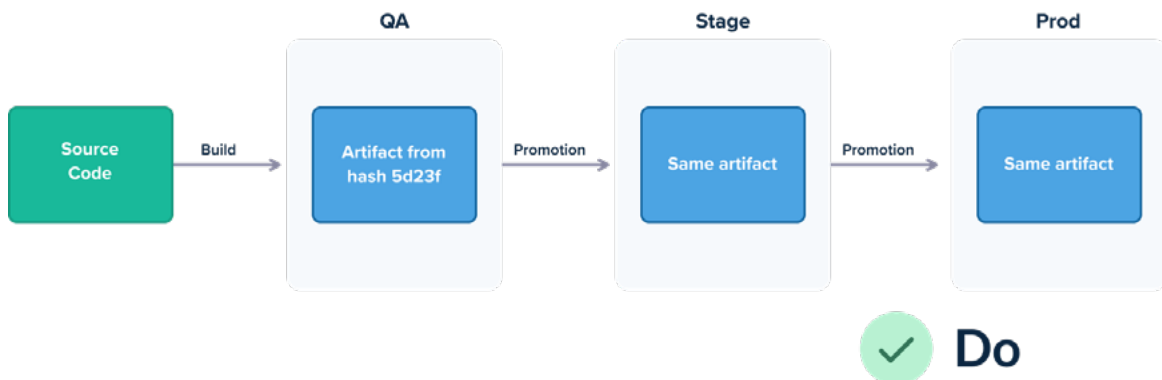 QA
Stage
Prod
Source
Code
Build
Artifact from
hash 5d23f
Promotion
Same artifact
Promotion
Same artifact
Do